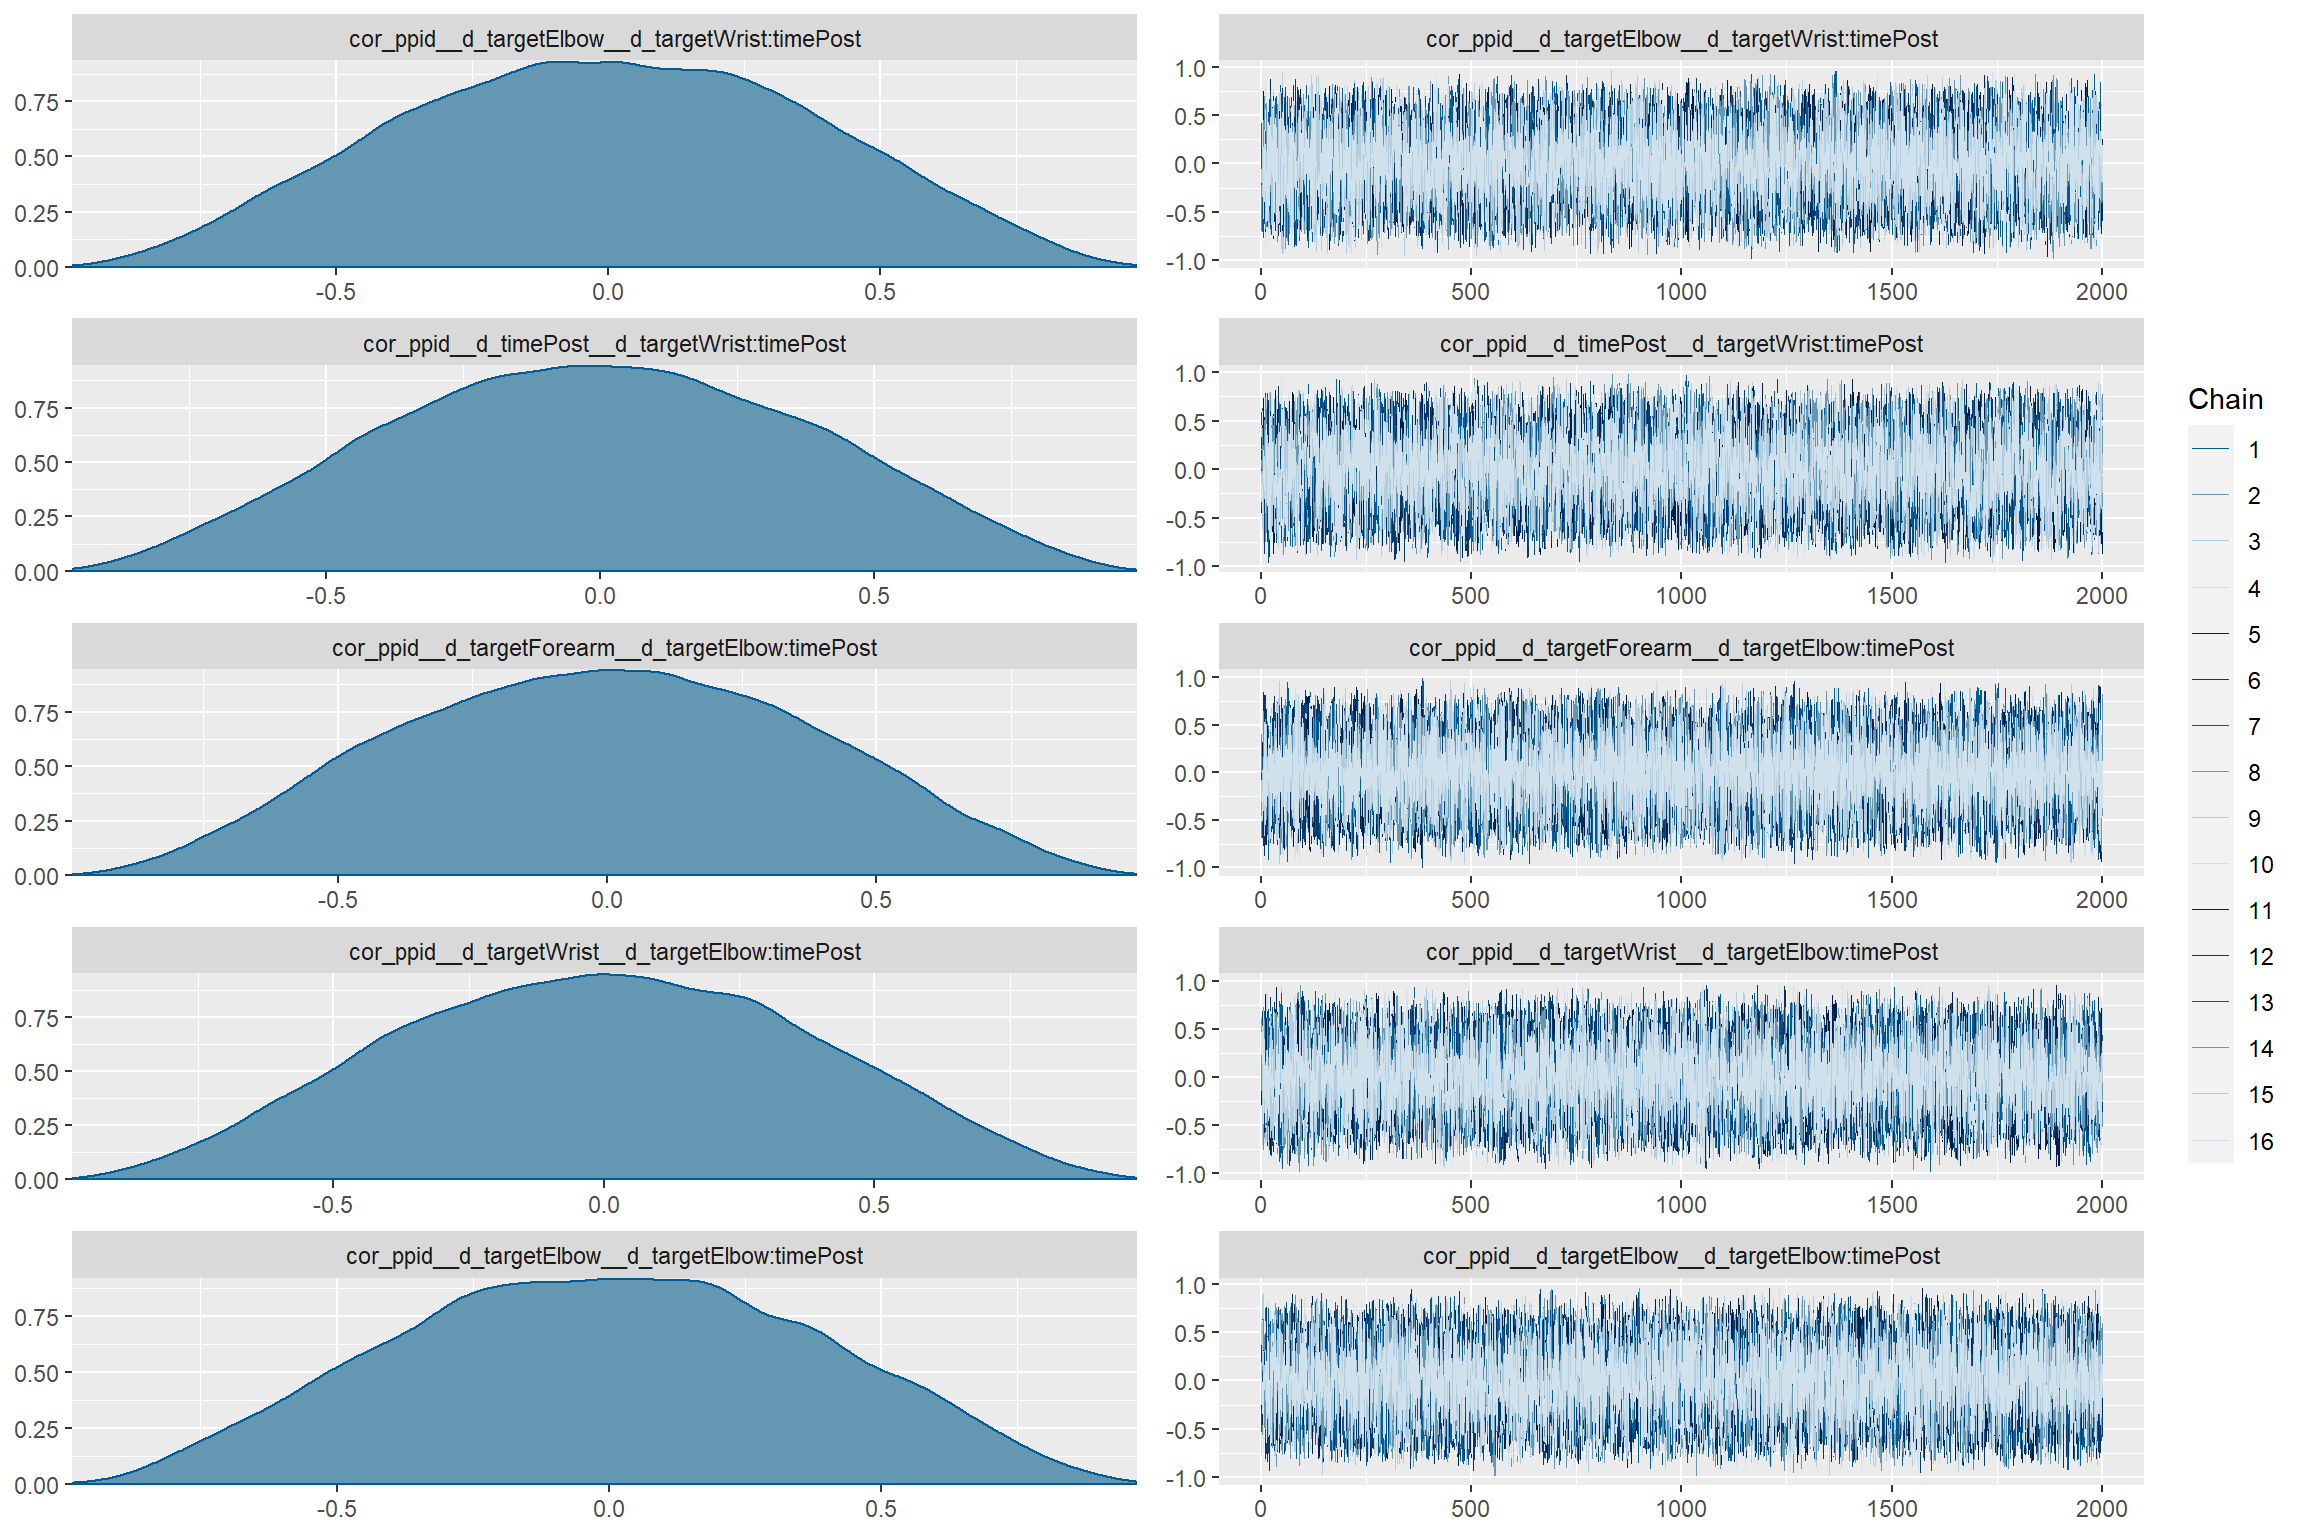 cor_ppid__d_targetElbow__d_targetWrist:timePost
0.75
0.50
0.25
0.00
-0.5 0.0 0.5
cor_ppid__d_targetElbow__d_targetWrist:timePost
1.0
0.5
0.0
-0.5
-1.0
0 500 1000 1500 2000
cor_ppid__d_timePost__d_targetWrist:timePost
0.75
0.50
0.25
0.00
-0.5 0.0 0.5
cor_ppid__d_timePost__d_targetWrist:timePost
1.0
0.5
0.0
-0.5
-1.0
0 500 1000 1500 2000
cor_ppid__d_targetForearm__d_targetElbow:timePost
0.75
0.50
0.25
0.00
-0.5 0.0 0.5
cor_ppid__d_targetForearm__d_targetElbow:timePost
1.0
0.5
0.0
-0.5
-1.0
0 500 1000 1500 2000
cor_ppid__d_targetWrist__d_targetElbow:timePost
0.75
0.50
0.25
0.00
-0.5 0.0 0.5
cor_ppid__d_targetWrist__d_targetElbow:timePost
1.0
0.5
0.0
-0.5
-1.0
0 500 1000 1500 2000
cor_ppid__d_targetElbow__d_targetElbow:timePost
0.75
0.50
0.25
0.00
-0.5 0.0 0.5
cor_ppid__d_targetElbow__d_targetElbow:timePost
1.0
0.5
0.0
-0.5
-1.0
0 500 1000 1500 2000
Chain
1
2
3
4
5
6
7
8
9
10
11
12
13
14
15
16